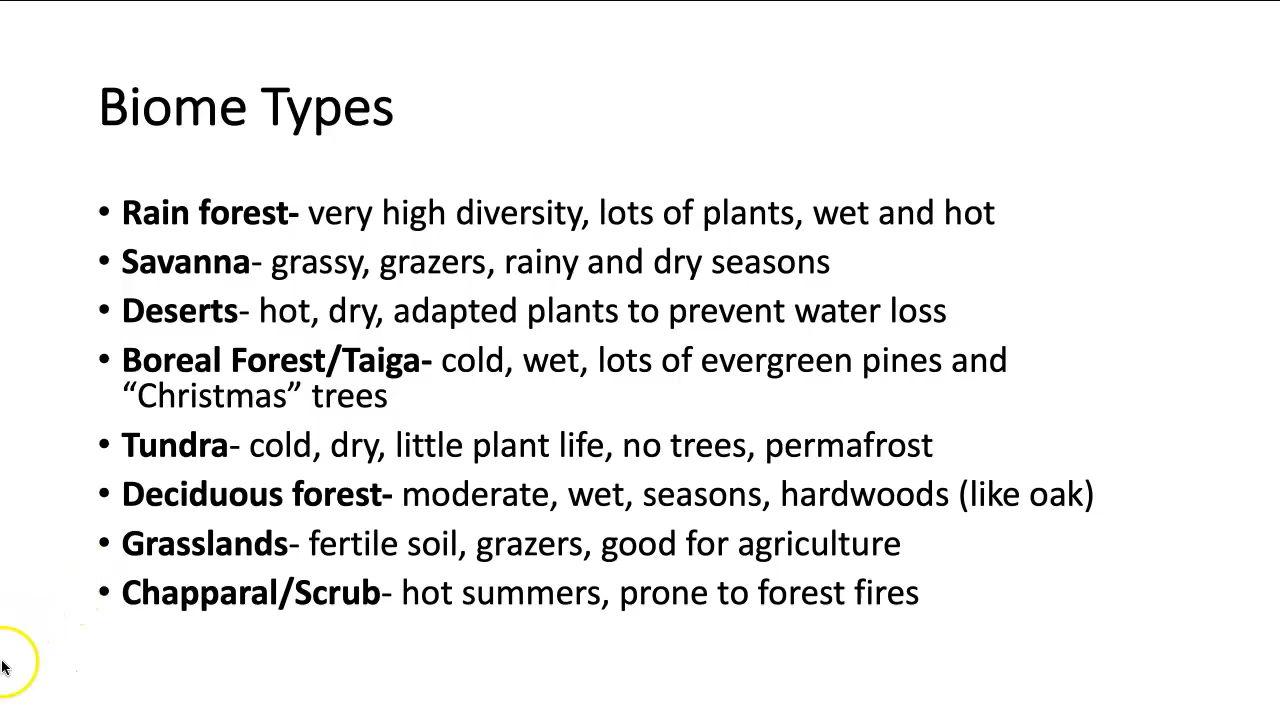 Biome Types
• Rain forest- very high diversity, lots of plants, wet and hot
• Savanna- grassy, grazers, rainy and dry seasons
• Deserts- hot, dry, adapted plants to prevent water loss
• Boreal Forest/Taiga- cold, wet, lots of evergreen pines and
“Christmas” trees
• Tundra- cold, dry, little plant life, no trees, permafrost
• Deciduous forest- moderate, wet, seasons, hardwoods (like oak)
• Grasslands- fertile soil, grazers, good for agriculture
• Chapparal/Scrub- hot summers, prone to forest fires